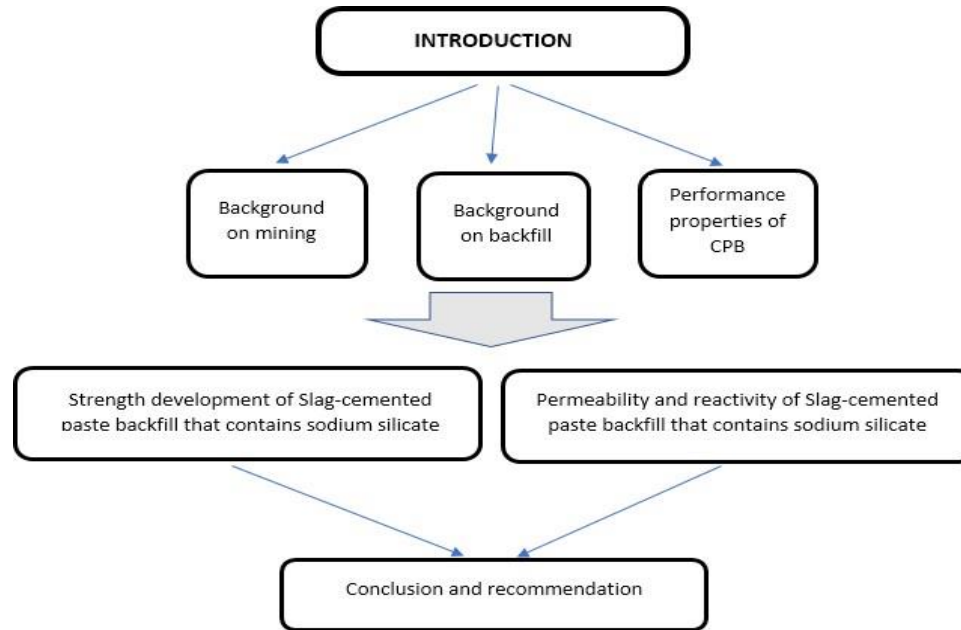 INTRODUCTION
Background
on mining
Background
on backfill
Performance
properties of
CPB
Strength development of Slag-cemented
paste backfill that contains sodium silicate
Permeability and reactivity of Slag-cemented
paste backfill that contains sodium silicate
Conclusion and recommendation